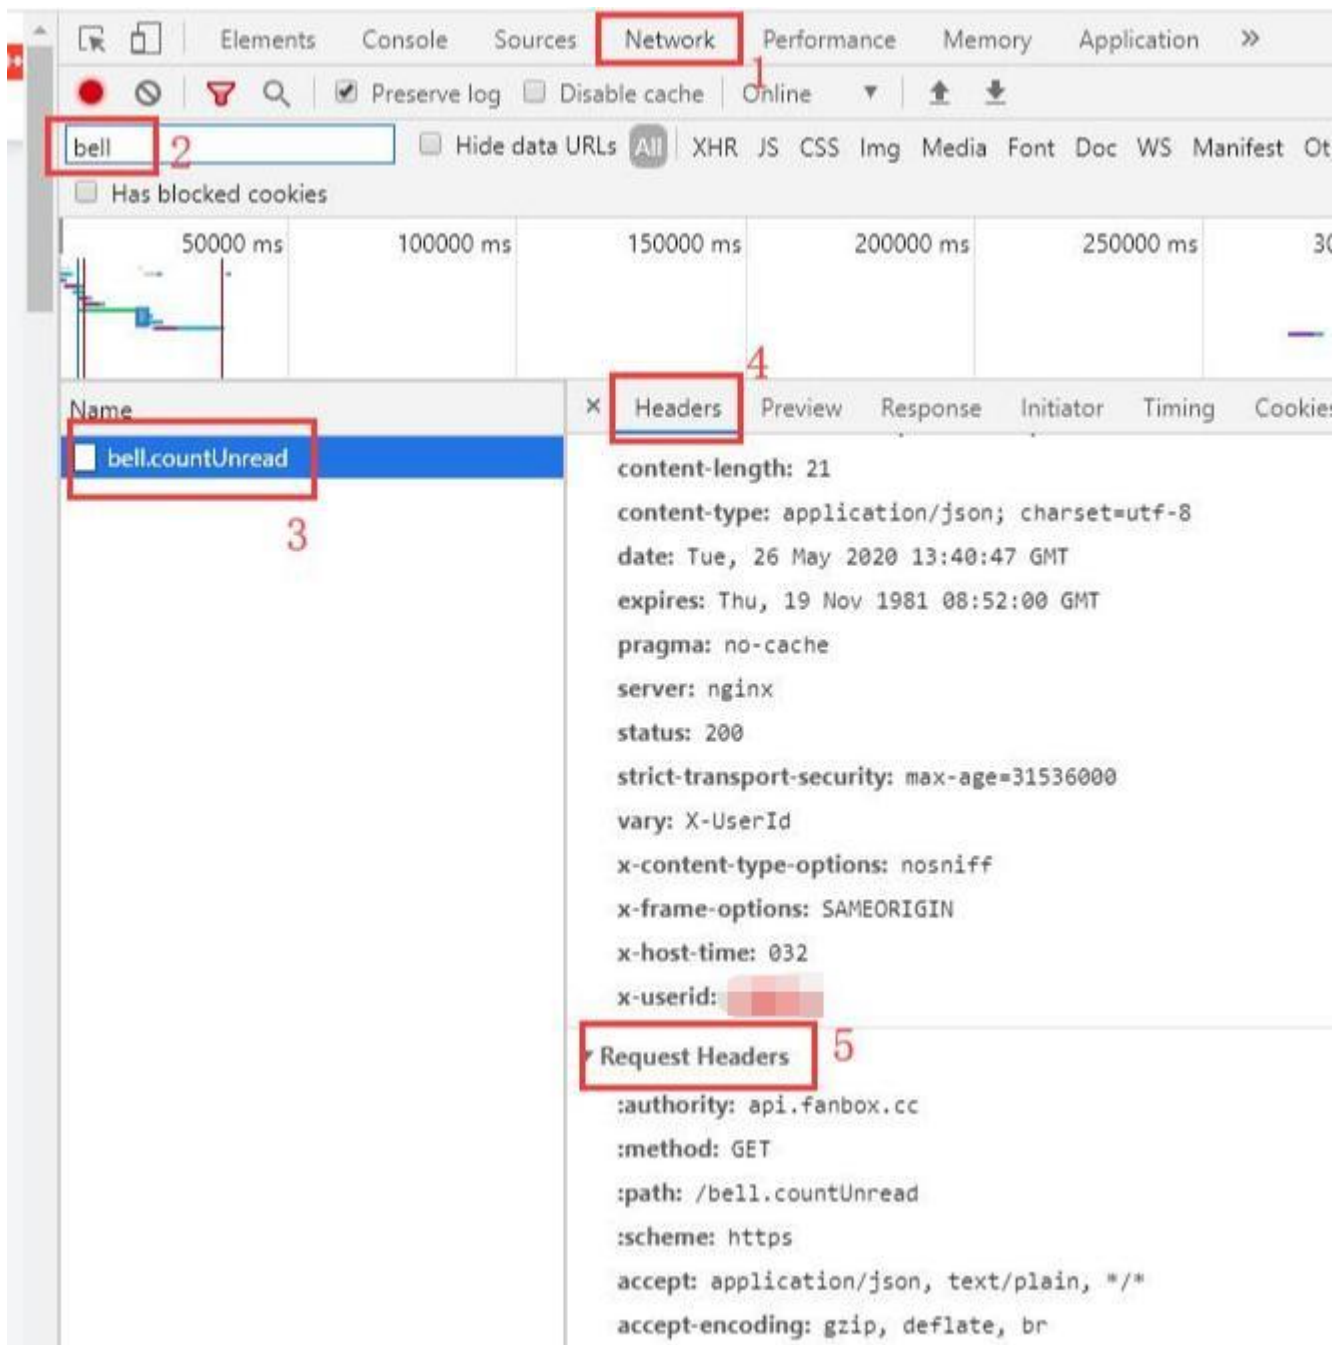 Elements Console Sources Network Performance Memory Application »
1
Preserve log Disable cache Online
bell 2 Hide data URLs All XHR JS CSS Img Media Font Doc WS Manifest Ot
Has blocked cookies
50000 ms 100000 ms 150000 ms 200000 ms 250000 ms 30
4
Name × Headers Preview Response Initiator Timing Cookies
bell.countUnread
3
content-length: 21
content-type: application/json; charset=utf-8
date: Tue, 26 May 2020 13:40:47 GMT
expires: Thu, 19 Nov 1981 08:52:00 GMT
pragma: no-cache
server: nginx
status: 200
strict-transport-security: max-age=31536000
vary: X-UserId
x-content-type-options: nosniff
x-frame-options: SAMEORIGIN
x-host-time: 032
x-userid:
Request Headers 5
:authority: api.fanbox.cc
:method: GET
:path: /bell.countUnread
:scheme: https
accept: application/json, text/plain, */*
accept-encoding: gzip, deflate, br